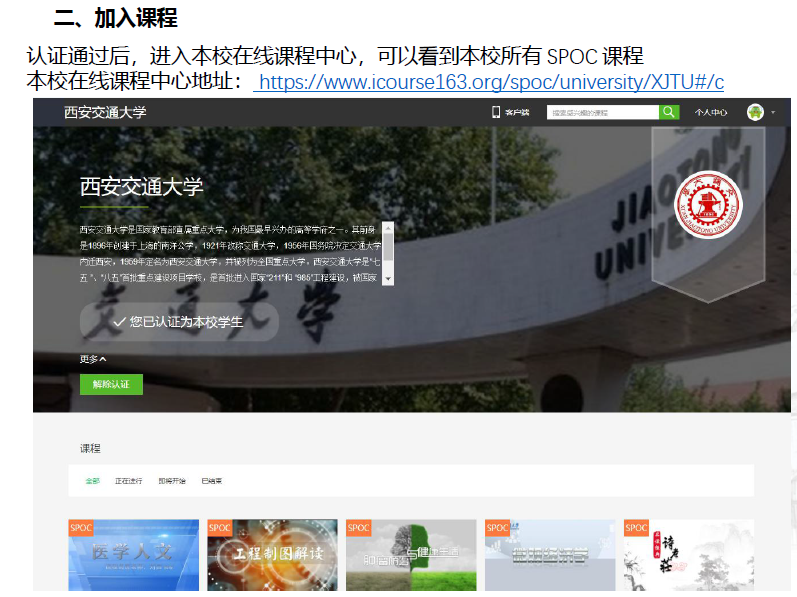 二、加入课程
认证通过后，进入本校在线课程中心，可以看到本校所有 SPOC 课程
本校在线课程中心地址： https://www.icourse163.org/spoc/university/XJTU#/c
西安交通大学
客户端
搜索感兴趣的课程
个人中心
西安交通大学
JIAOTONG
UNIVERSITY
西安交通大学是国家教育部直属重点大学，为我国最早兴办的高等学府之一。其前身
是1896年创建于上海的南洋公学，1921年改称交通大学，1956年国务院决定交通大学
内迁西安，1959年定名为西安交通大学，并被列为全国重点大学。西安交通大学是"七
五"、"八五"首批重点建设项目学校，是首批进入国家"211"和"985"工程建设，被国家
交通大学
您已认证为本校学生
更多
解除认证
课程
全部 正在进行 即将开始 已结束
SPOC SPOC SPOC SPOC SPOC
医学人文 工程制图解读 与健康生活 诗者 庄